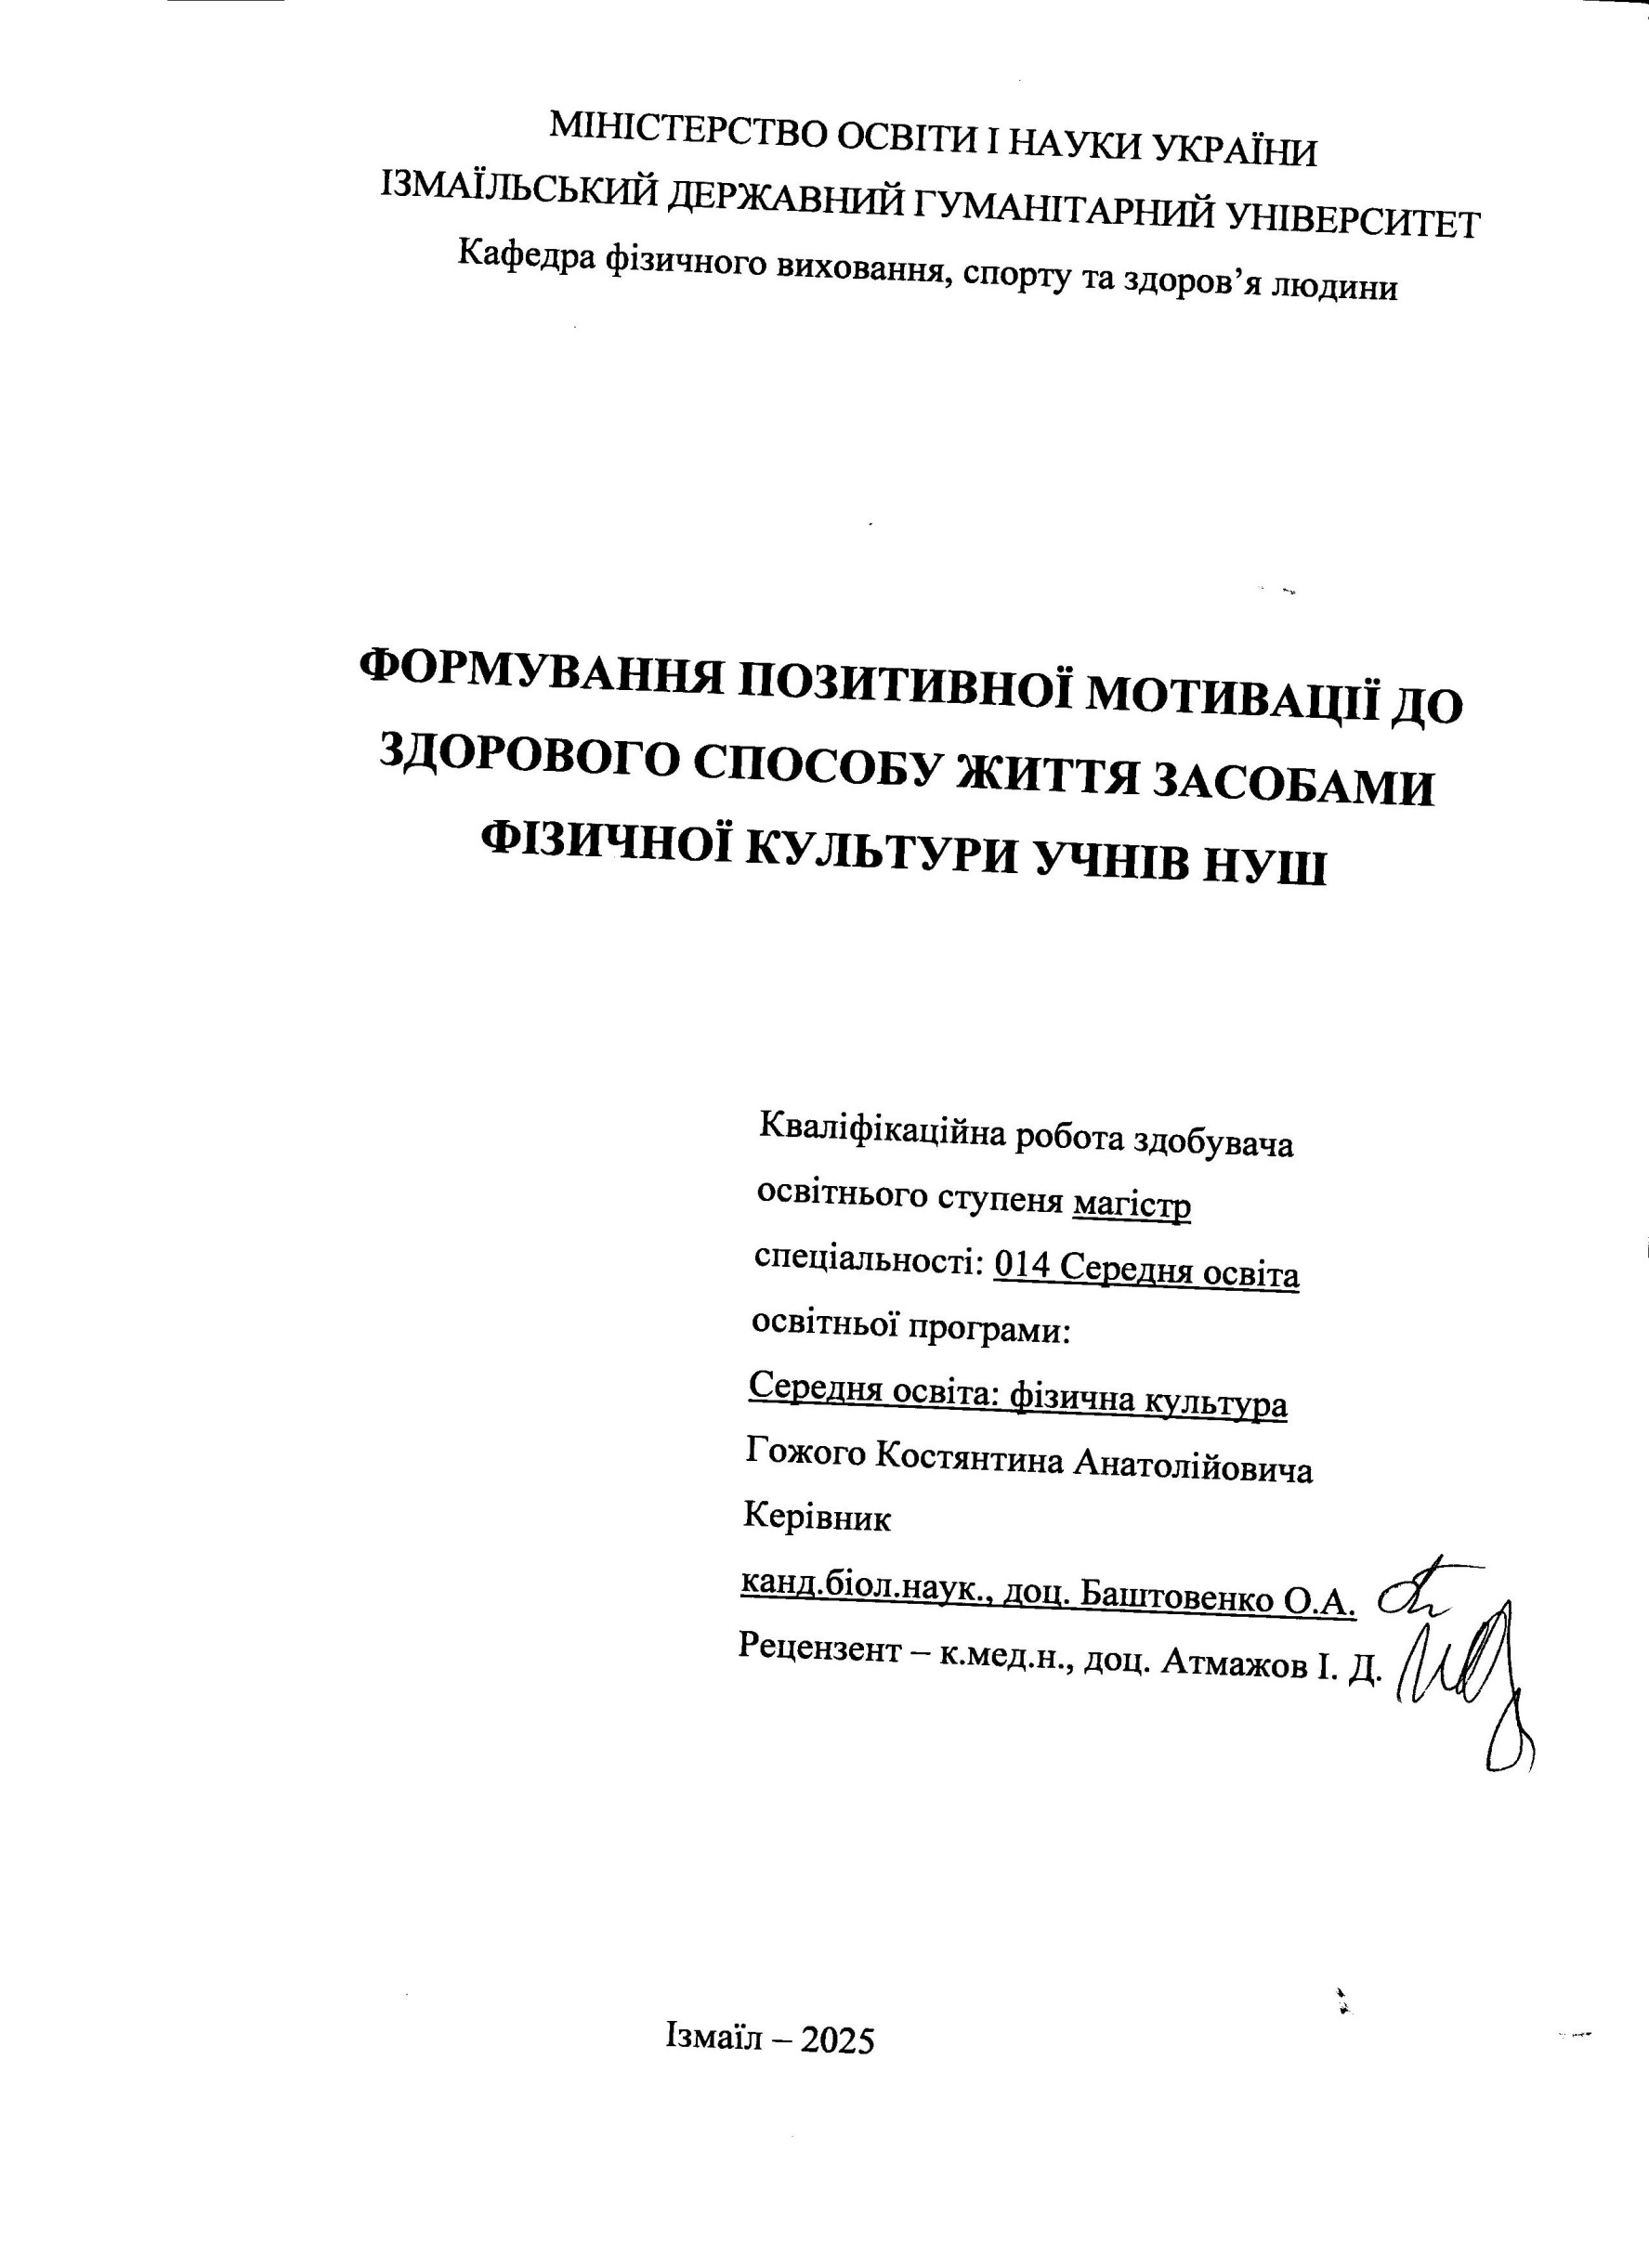 МІНІСТЕРСТВО ОСВІТИ І НАУКИ УКРАЇНИ
ІЗМАЇЛЬСЬКИЙ ДЕРЖАВНИЙ ГУМАНІТАРНИЙ УНІВЕРСИТЕТ
Кафедра фізичного виховання, спорту та здоров’я людини
ФОРМУВАННЯ ПОЗИТИВНОЇ МОТИВАЦІЇ ДО
ЗДОРОВОГО СПОСОБУ ЖИТТЯ ЗАСОБАМИ
ФІЗИЧНОЇ КУЛЬТУРИ УЧНІВ НУШ
Кваліфікаційна робота здобувача
освітнього ступеня магістр
спеціальності: 014 Середня освіта
освітньої програми:
Середня освіта: фізична культура
Гожого Костянтина Анатолійовича
Керівник
канд.біол.наук., доц. Баштовенко О.А.
Рецензент – к.мед.н., доц. Атмажов І. Д.
Ізмаїл – 2025